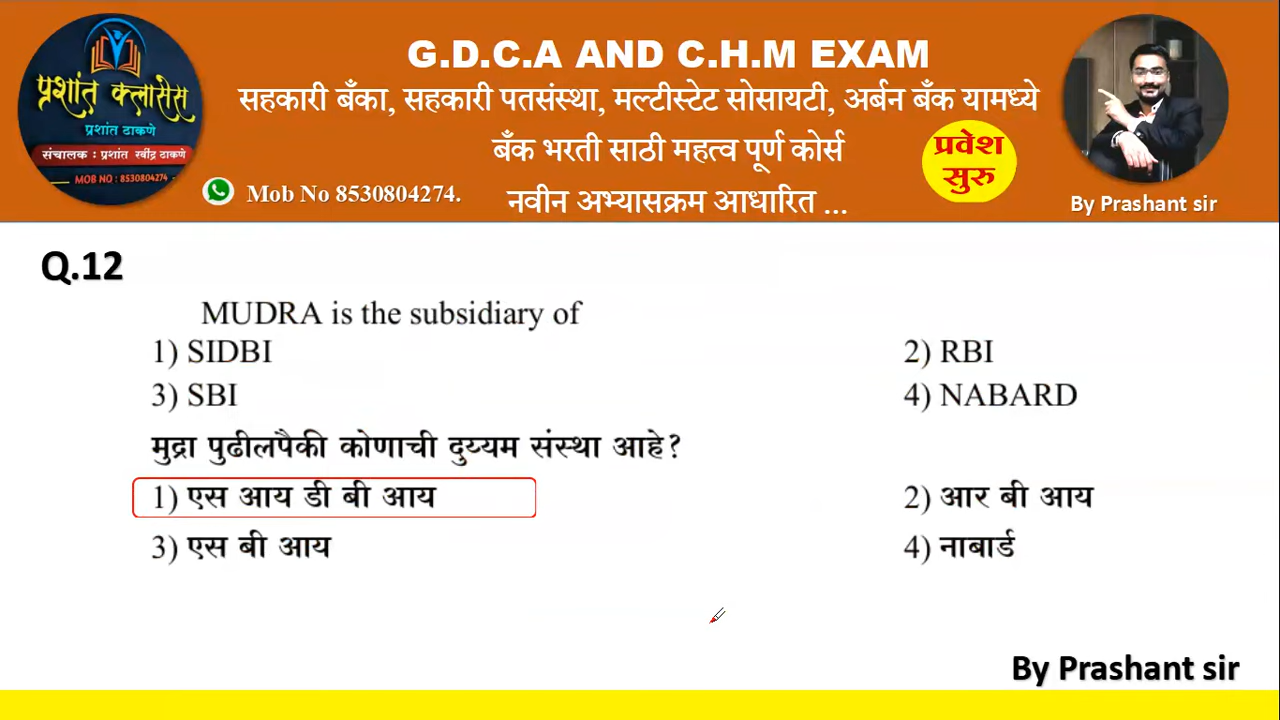 G.D.C.A AND C.H.M EXAM
सहकारी बँका, सहकारी पतसंस्था, मल्टीस्टेट सोसायटी, अर्बन बँक यामध्ये
बँक भरती साठी महत्व पूर्ण कोर्स
नवीन अभ्यासक्रम आधारित ...
प्रवेश
सुरु
प्रशांत क्लासेस
प्रशांत ठाकणे
संचालक : प्रशांत रवींद्र ठाकणे
MOB NO : 8530804274
Mob No 8530804274.
By Prashant sir
Q.12
MUDRA is the subsidiary of
1) SIDBI 2) RBI
3) SBI 4) NABARD
मुद्रा पुढीलपैकी कोणाची दुय्यम संस्था आहे?
1) एस आय डी बी आय 2) आर बी आय
3) एस बी आय 4) नाबार्ड
By Prashant sir